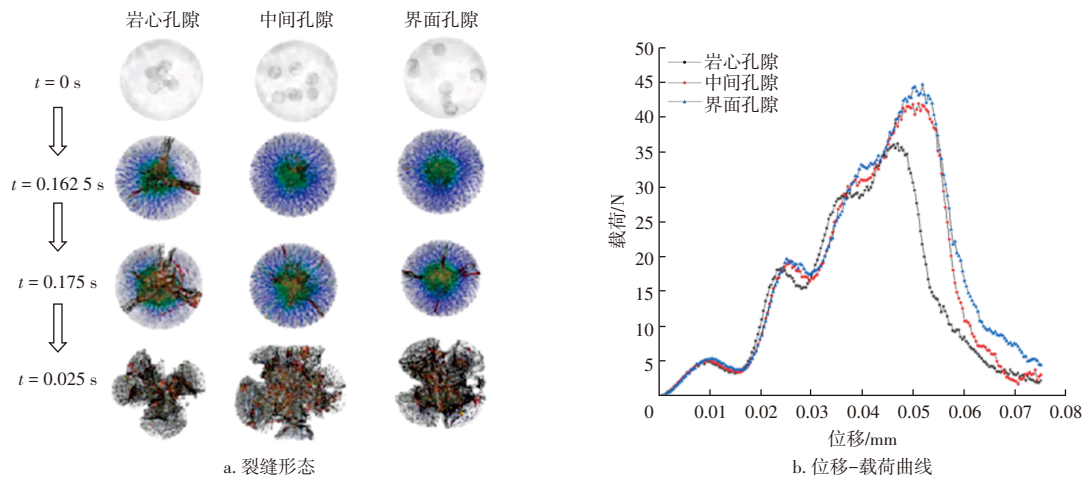 岩心孔隙 中间孔隙 界面孔隙
t = 0 s
t = 0.162 5 s
t = 0.175 s
t = 0.025 s
a. 裂缝形态
50
45
40
35
30
25
20
15
10
5
载荷/N
岩心孔隙
中间孔隙
界面孔隙
0 0.01 0.02 0.03 0.04 0.05 0.06 0.07 0.08
位移/mm
b. 位移-载荷曲线